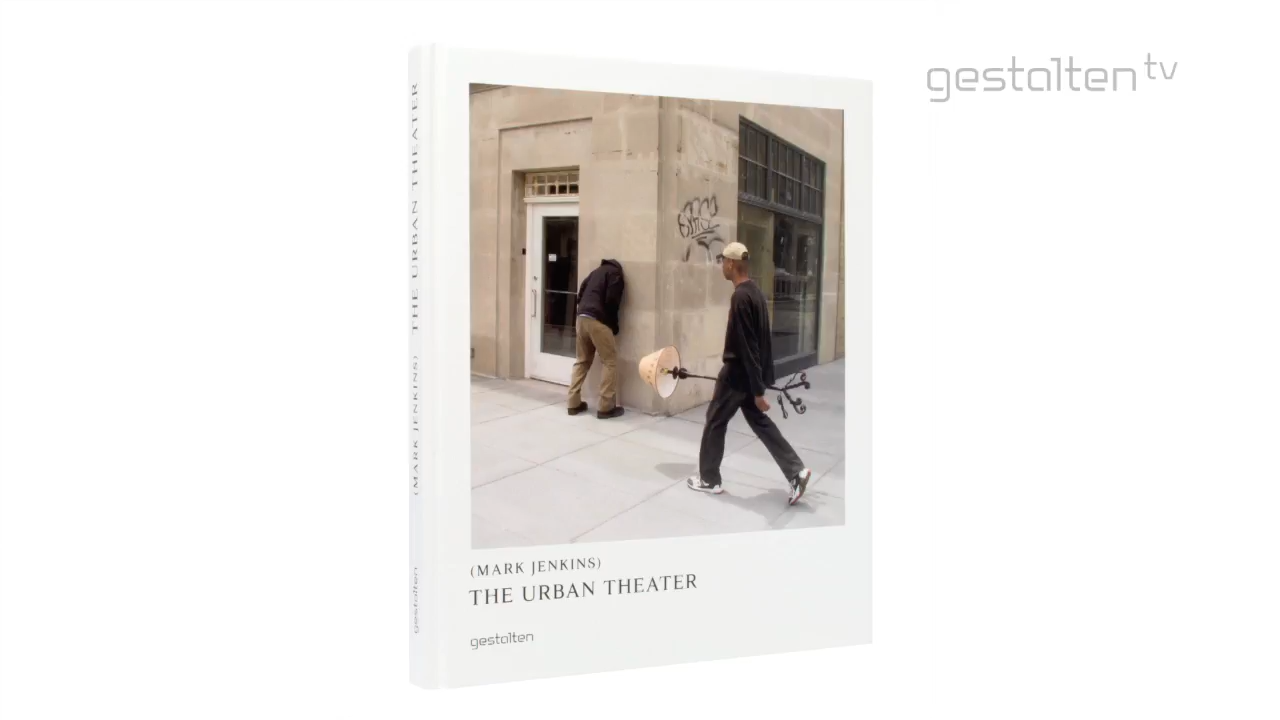 gestalten tv
THE URBAN THEATER
(MARK JENKINS)
gestalten
(MARK JENKINS)
THE URBAN THEATER
gestalten